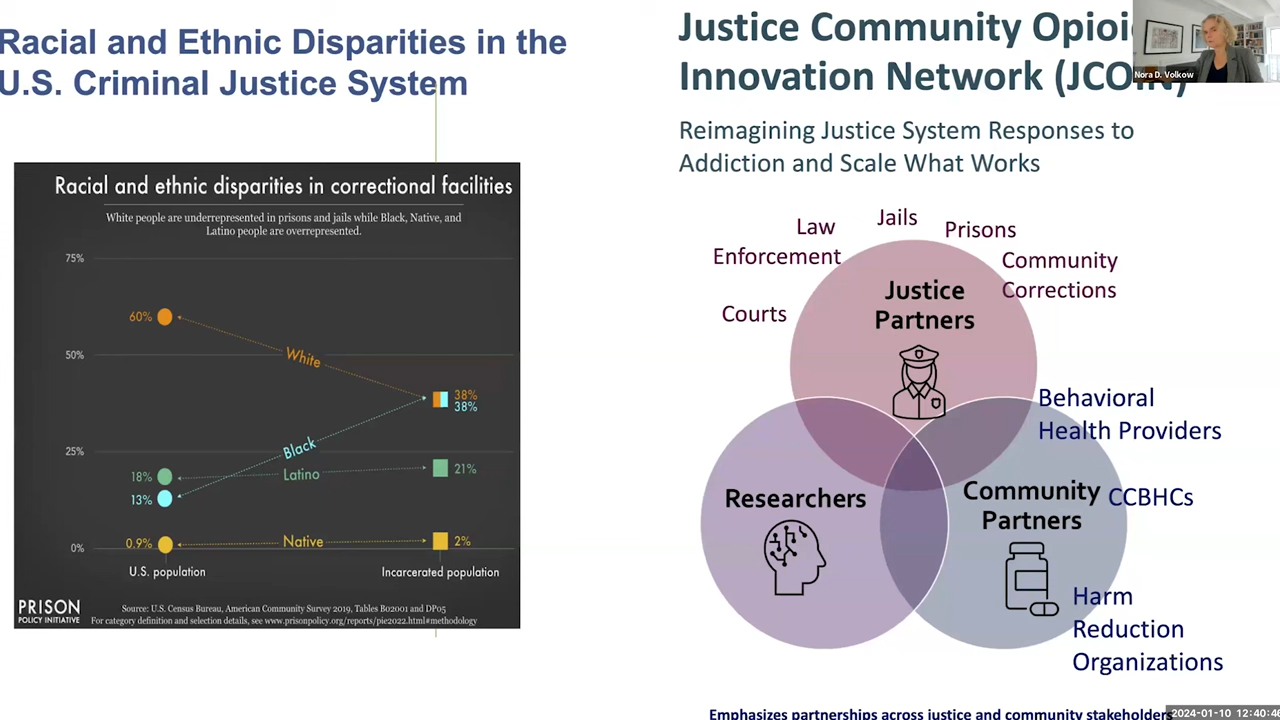 Racial and Ethnic Disparities in the
U.S. Criminal Justice System
Racial and ethnic disparities in correctional facilities
White people are underrepresented in prisons and jails while Black, Native, and
Latino people are overrepresented.
75%
60%
White
50%
38%
38%
Black
25%
18%
Latino
21%
13%
0.9%
Native
2%
0%
U.S. population
Incarcerated population
PRISON
POLICY INITIATIVE
Source: U.S. Census Bureau, American Community Survey 2019, Tables B02001 and DP05
For category definition and selection details, see www.prisonpolicy.org/reports/pie2022.html#methodology
Justice Community Opioi
Innovation Network (JCOIN)
Nora D. Volkow
Reimagining Justice System Responses to
Addiction and Scale What Works
Law
Enforcement
Jails
Prisons
Community
Corrections
Courts
Justice
Partners
Behavioral
Health Providers
Researchers
Community
Partners
CCBHCs
Harm
Reduction
Organizations
Emphasizes partnerships across justice and community stakeholders
2024-01-10 12:40:46